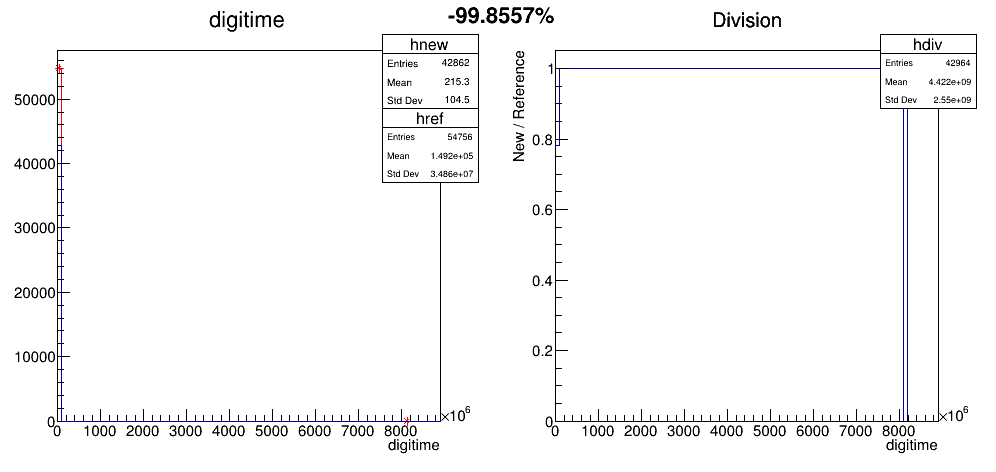 -99.8557%
digitime
hnew
Entries 42862
Mean 215.3
Std Dev 104.5
href
Entries 54756
Mean 1.492e+05
Std Dev 3.486e+07
50000
40000
30000
20000
10000
0
0 1000 2000 3000 4000 5000 6000 7000 8000
×10^6
digitime
Division
hdiv
Entries 42964
Mean 4.422e+09
Std Dev 2.55e+09
New / Reference
1
0.8
0.6
0.4
0.2
0
0 1000 2000 3000 4000 5000 6000 7000 8000
×10^6
digitime